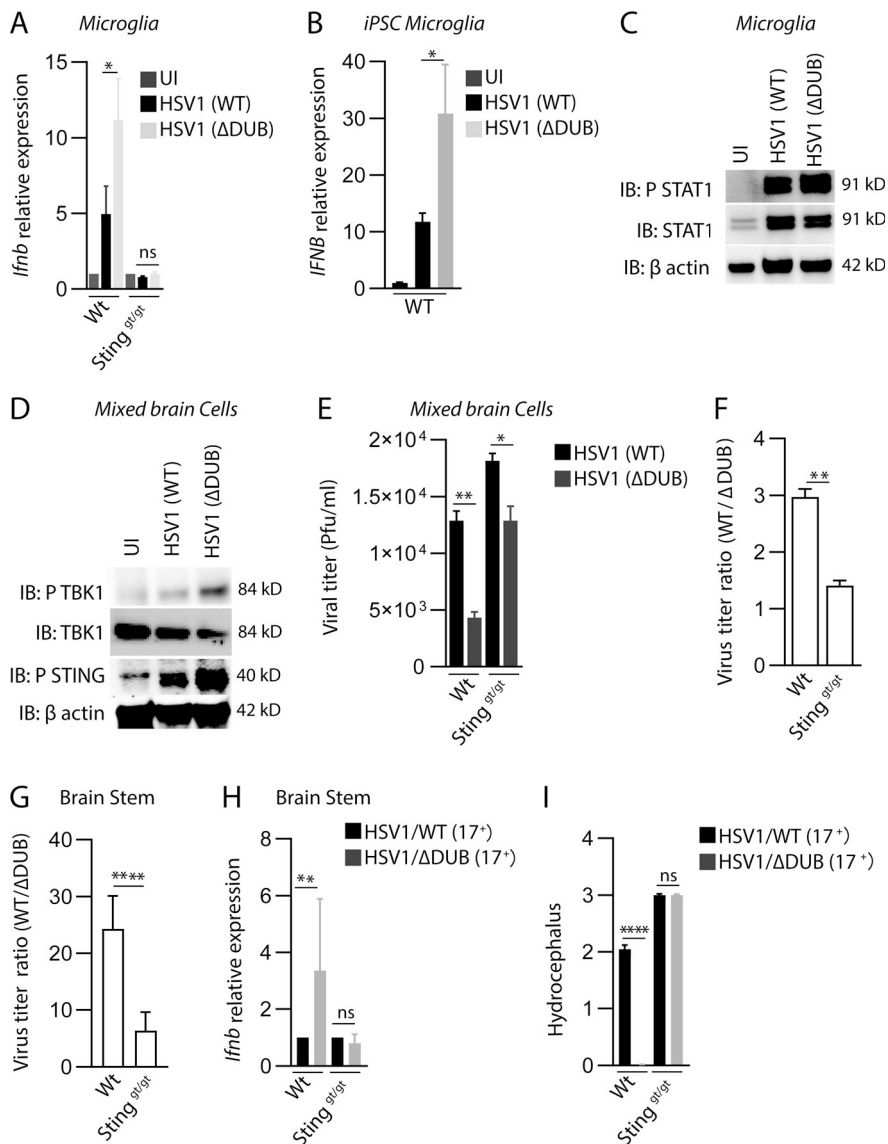 A Microglia
Ifnb relative expression
15
10
5
0
*
ns
UI
HSV1 (WT)
HSV1 (ΔDUB)
Wt
Sting gt/gt
B iPSC Microglia
IFNB relative expression
40
30
20
10
0
*
UI
HSV1 (WT)
HSV1 (ΔDUB)
WT
C Microglia
UI
HSV1 (WT)
HSV1 (ΔDUB)
IB: P STAT1 91 kD
IB: STAT1 91 kD
IB: β actin 42 kD
D Mixed brain Cells
UI
HSV1 (WT)
HSV1 (ΔDUB)
IB: P TBK1 84 kD
IB: TBK1 84 kD
IB: P STING 40 kD
IB: β actin 42 kD
E Mixed brain Cells
Viral titer (Pfu/ml)
2×10⁴
1.5×10⁴
1×10⁴
5×10³
0
**
*
HSV1 (WT)
HSV1 (ΔDUB)
Wt
Sting gt/gt
F
Virus titer ratio (WT/ΔDUB)
4
3
2
1
0
**
Wt
Sting gt/gt
G Brain Stem
Virus titer ratio (WT/ΔDUB)
40
30
20
10
0
****
Wt
Sting gt/gt
H Brain Stem
Ifnb relative expression
8
6
4
2
0
**
ns
HSV1/WT (17⁺)
HSV1/ΔDUB (17⁺)
Wt
Sting gt/gt
I
Hydrocephalus
4
3
2
1
0
****
ns
HSV1/WT (17⁺)
HSV1/ΔDUB (17⁺)
Wt
Sting gt/gt